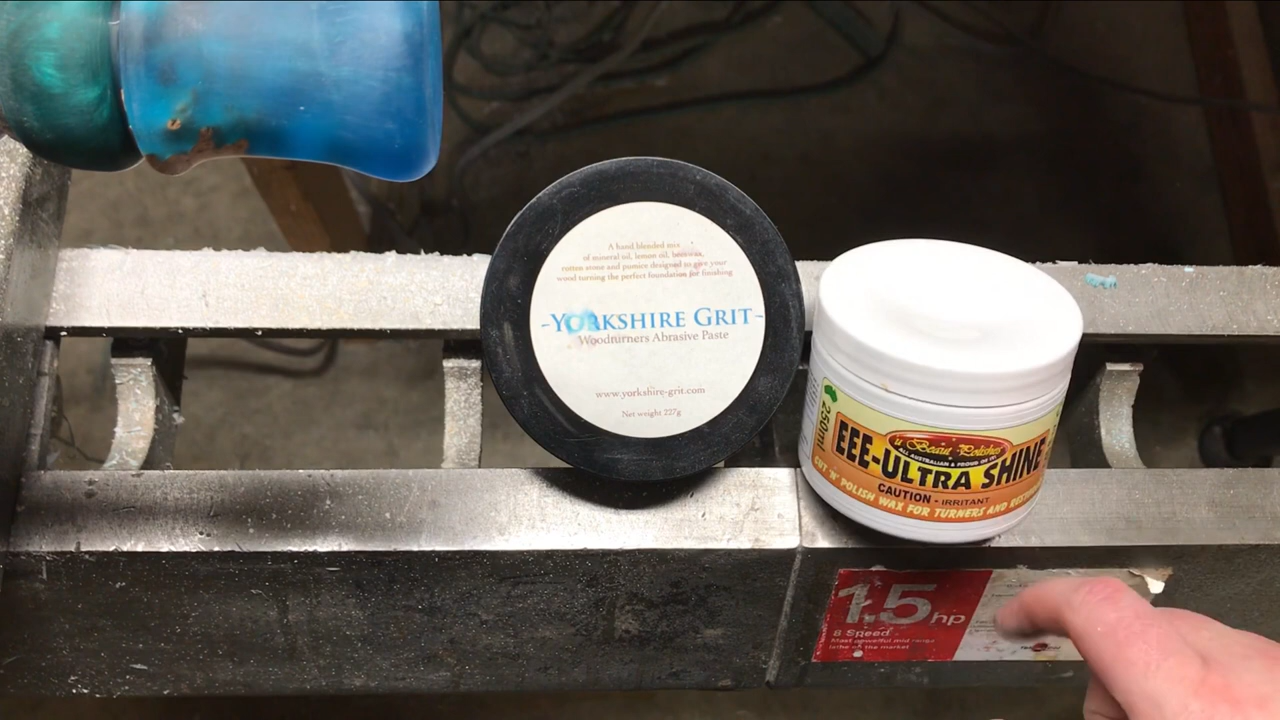 A hand blended mix
of mineral oil, lemon oil, beeswax,
cotton stone and pumice designed to give your
wood turning the perfect foundation for finishing
-YORKSHIRE GRIT-
Woodturners Abrasive Paste
www.yorkshire-grit.com
Net weight 227g
250ml
u Beaut Polishes
ALL AUSTRALIAN & PROUD OF IT
EEE-ULTRA SHINE
CAUTION - IRRITANT
CUT 'N' POLISH WAX FOR TURNERS AND
1.5hp
8 Speed
Most powerful mid range
lathe on the market